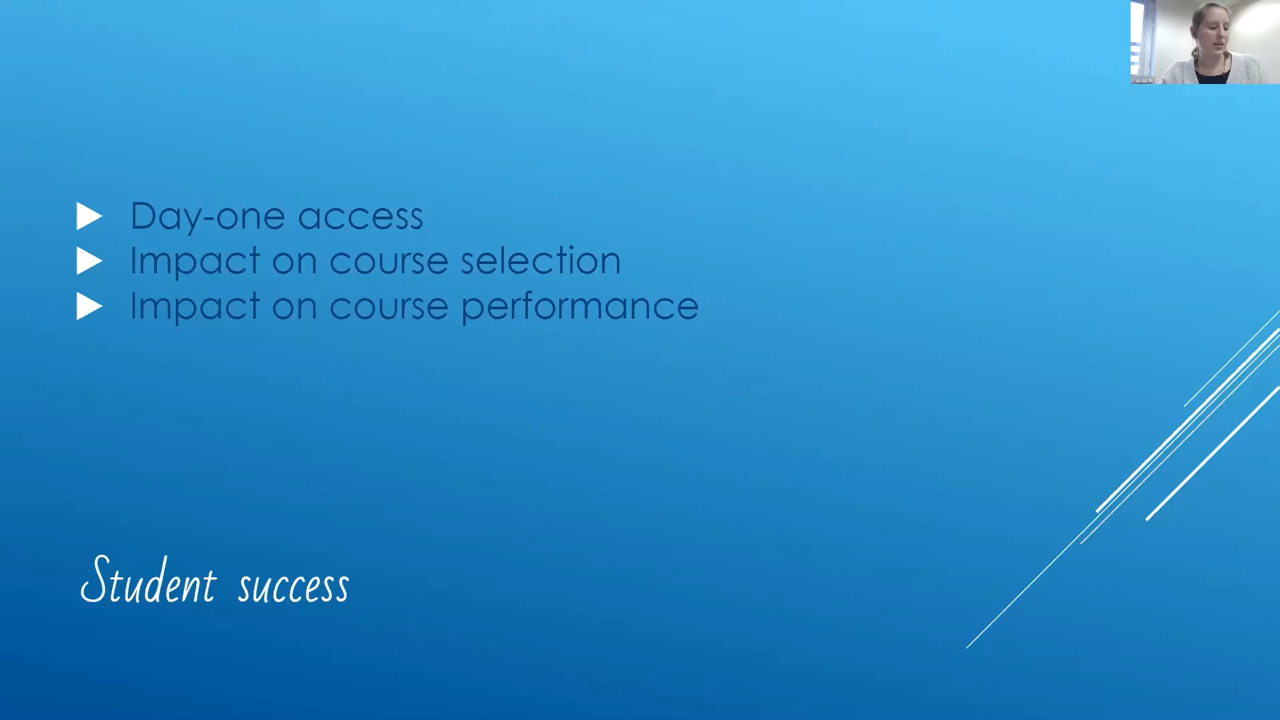 Day-one access
Impact on course selection
Impact on course performance
Student success